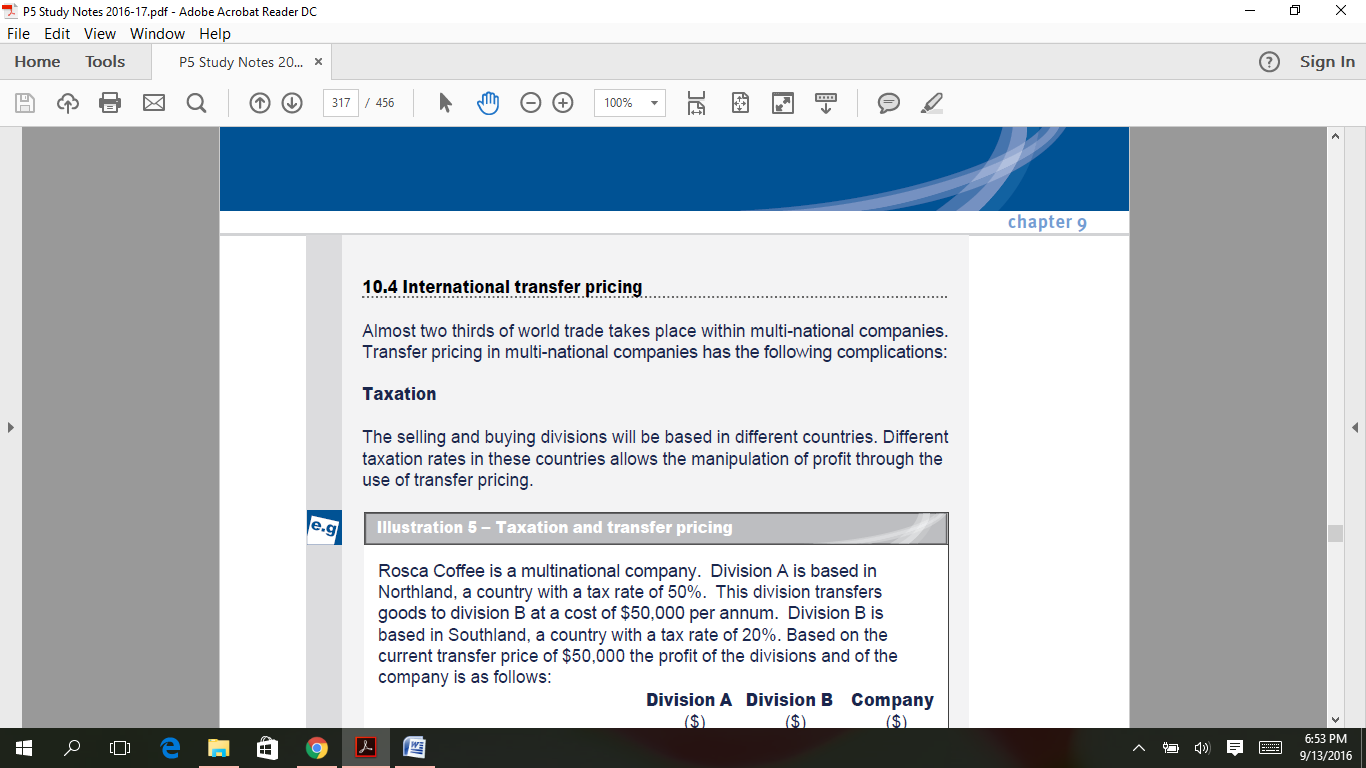 P5 Study Notes 2016-17.pdf - Adobe Acrobat Reader DC
File Edit View Window Help
Home Tools P5 Study Notes 20... × ? Sign In
317 / 456 100%
chapter 9
10.4 International transfer pricing
Almost two thirds of world trade takes place within multi-national companies.
Transfer pricing in multi-national companies has the following complications:
Taxation
The selling and buying divisions will be based in different countries. Different
taxation rates in these countries allows the manipulation of profit through the
use of transfer pricing.
e.g Illustration 5 – Taxation and transfer pricing
Rosca Coffee is a multinational company. Division A is based in
Northland, a country with a tax rate of 50%. This division transfers
goods to division B at a cost of $50,000 per annum. Division B is
based in Southland, a country with a tax rate of 20%. Based on the
current transfer price of $50,000 the profit of the divisions and of the
company is as follows:
Division A Division B Company
($) ($) ($)
6:53 PM
9/13/2016